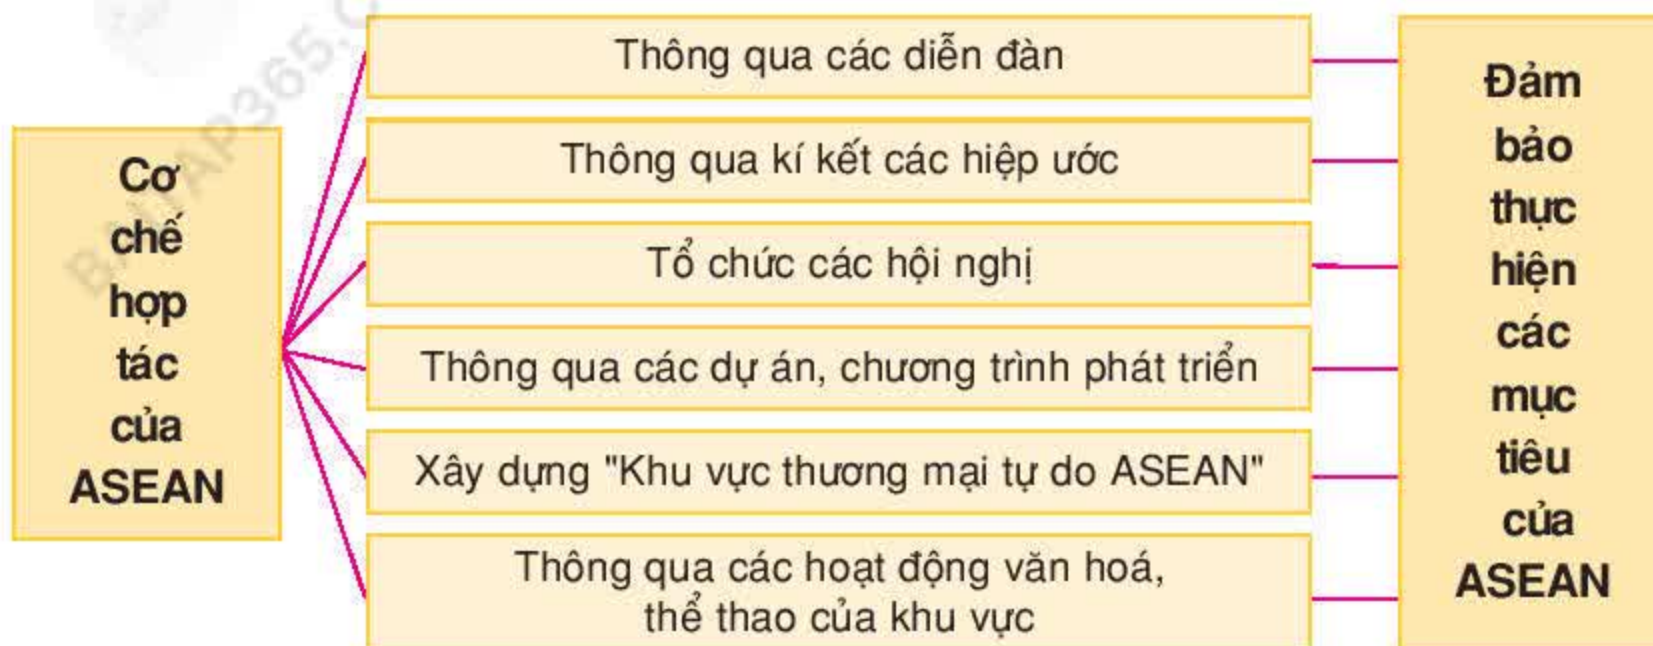 Cơ
chế
hợp
tác
của
ASEAN
Thông qua các diễn đàn
Thông qua kí kết các hiệp ước
Tổ chức các hội nghị
Thông qua các dự án, chương trình phát triển
Xây dựng "Khu vực thương mại tự do ASEAN"
Thông qua các hoạt động văn hoá,
thể thao của khu vực
Đảm
bảo
thực
hiện
các
mục
tiêu
của
ASEAN